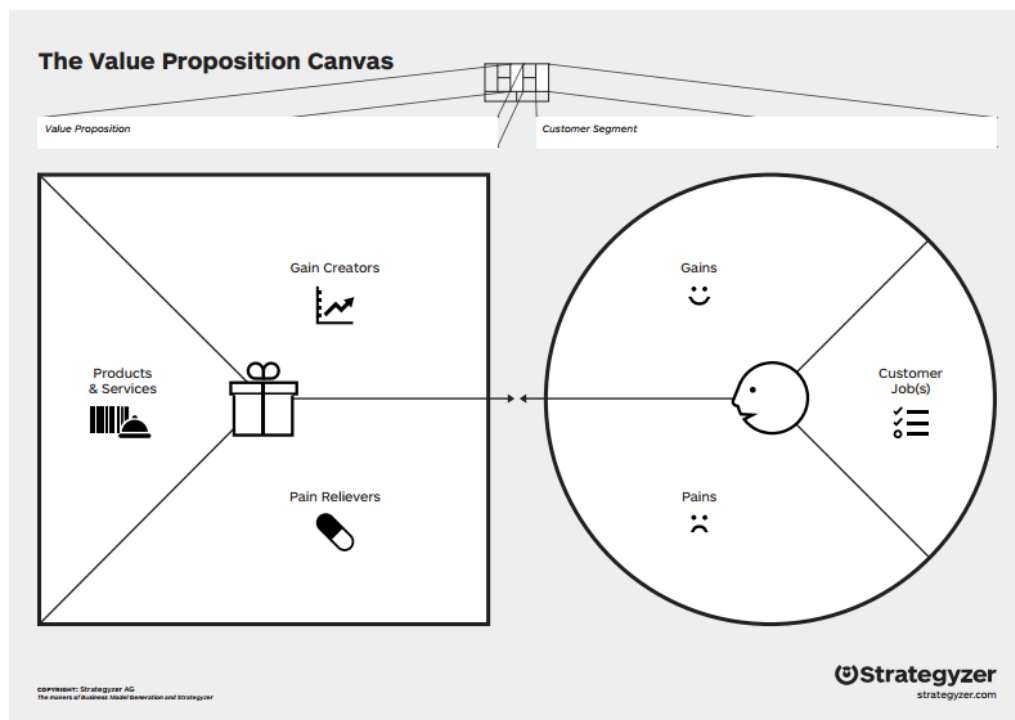 The Value Proposition Canvas
Value Proposition
Customer Segment
Gain Creators
Gains
Products
& Services
Customer
Job(s)
Pain Relievers
Pains
COPYRIGHT: Strategyzer AG
The makers of Business Model Generation and Strategyzer
Strategyzer
strategyzer.com